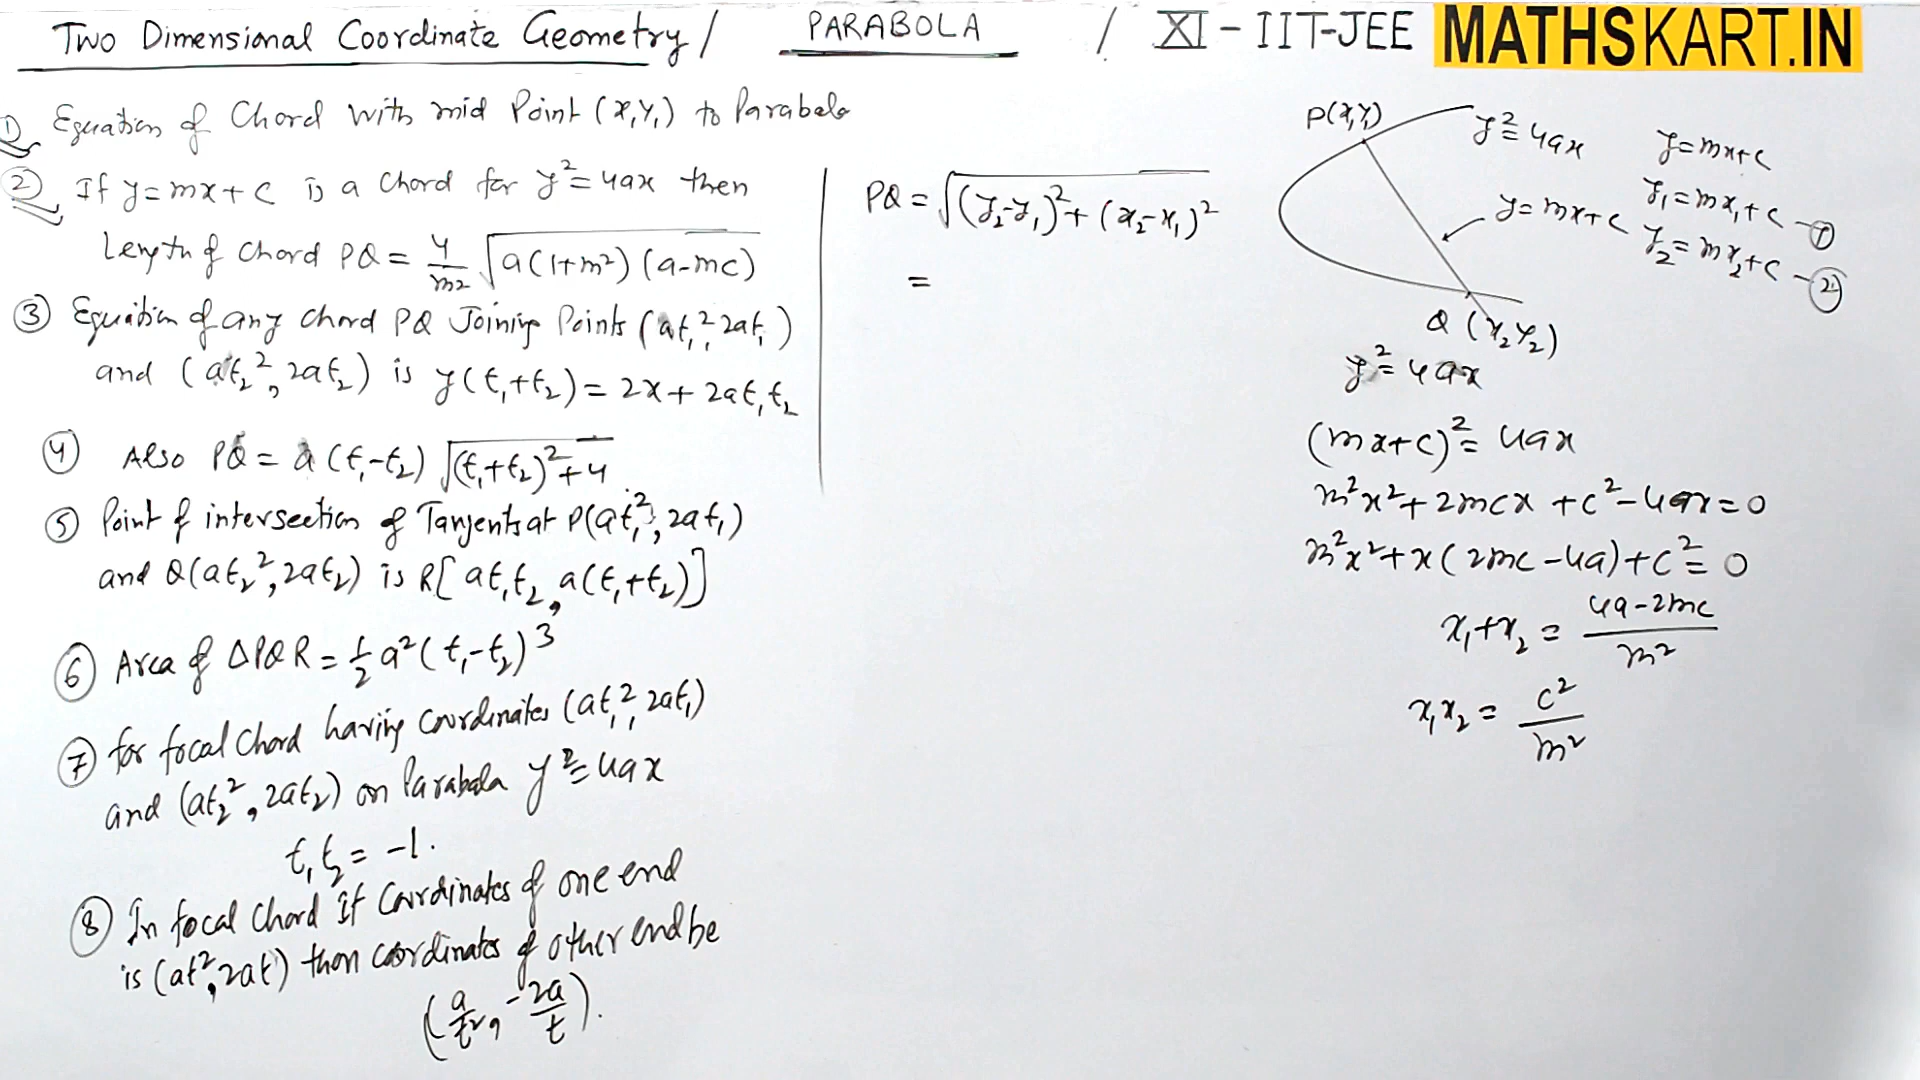 Two Dimensional Coordinate Geometry / PARABOLA / XI - IIT-JEE MATHSKART.IN
① Equation of Chord with mid Point (x₁y₁) to Parabola
② If y=mx+c is a chord for y²=4ax then
Length of chord PQ = 4/m² √(a(1+m²)(a-mc))
③ Equation of any chord PQ Joining Points (at₁², 2at₁)
and (at₂², 2at₂) is y(t₁+t₂) = 2x + 2at₁t₂
④ Also PQ = a(t₁-t₂) √((t₁+t₂)²+4)
⑤ Point of intersection of Tangents at P(at₁², 2at₁)
and Q(at₂², 2at₂) is R[at₁t₂, a(t₁+t₂)]
⑥ Area of ΔPQR = 1/2 a²(t₁-t₂)³
⑦ for focal chord having coordinates (at₁², 2at₁)
and (at₂², 2at₂) on Parabola y²=4ax
t₁t₂ = -1.
⑧ In focal chord If Coordinates of one end
is (at², 2at) then coordinates of other end be
(a/t², -2a/t).
PQ = √((y₂-y₁)²+(x₂-x₁)²)
=
P(x₁y₁)
y²=4ax
y=mx+c
Q(x₂y₂)
y=mx+c
y₁=mx₁+c -①
y₂=mx₂+c -②
y²=4ax
(mx+c)²=4ax
m²x²+2mcx+c²-4ax=0
m²x²+x(2mc-4a)+c²=0
x₁+x₂ = (4a-2mc)/m²
x₁x₂ = c²/m²